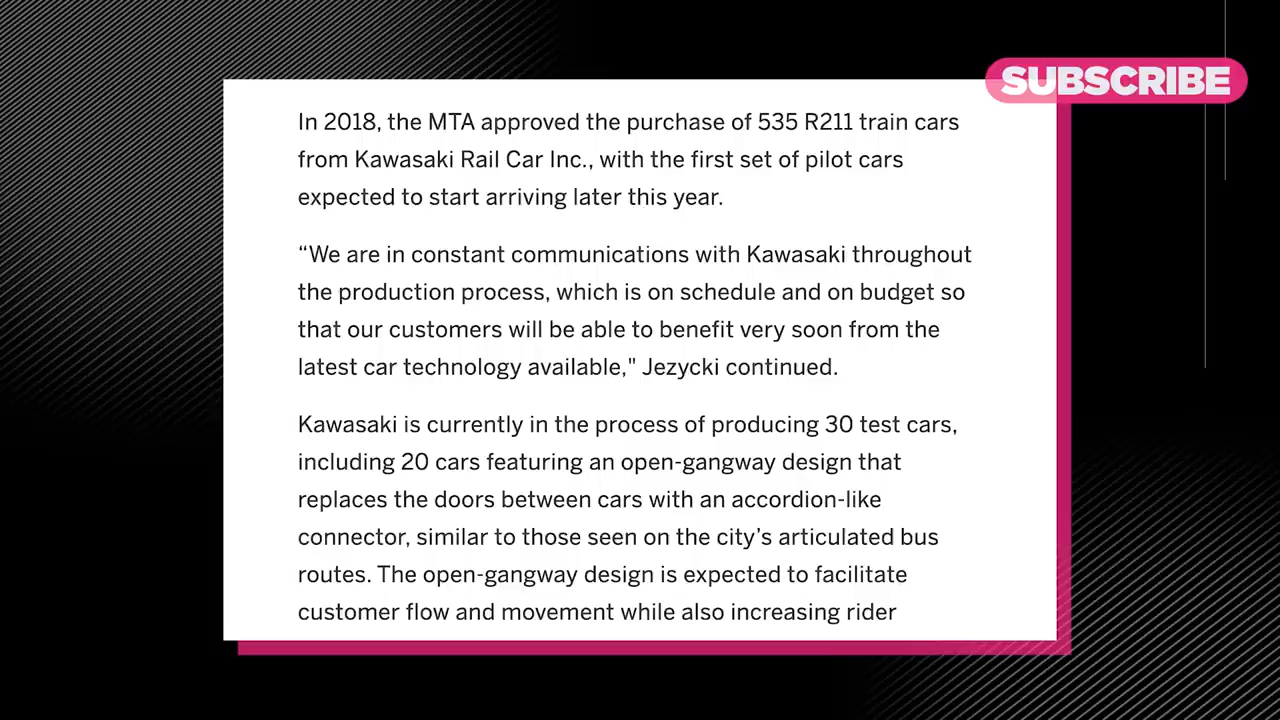 SUBSCRIBE
In 2018, the MTA approved the purchase of 535 R211 train cars
from Kawasaki Rail Car Inc., with the first set of pilot cars
expected to start arriving later this year.
“We are in constant communications with Kawasaki throughout
the production process, which is on schedule and on budget so
that our customers will be able to benefit very soon from the
latest car technology available," Jezycki continued.
Kawasaki is currently in the process of producing 30 test cars,
including 20 cars featuring an open-gangway design that
replaces the doors between cars with an accordion-like
connector, similar to those seen on the city’s articulated bus
routes. The open-gangway design is expected to facilitate
customer flow and movement while also increasing rider